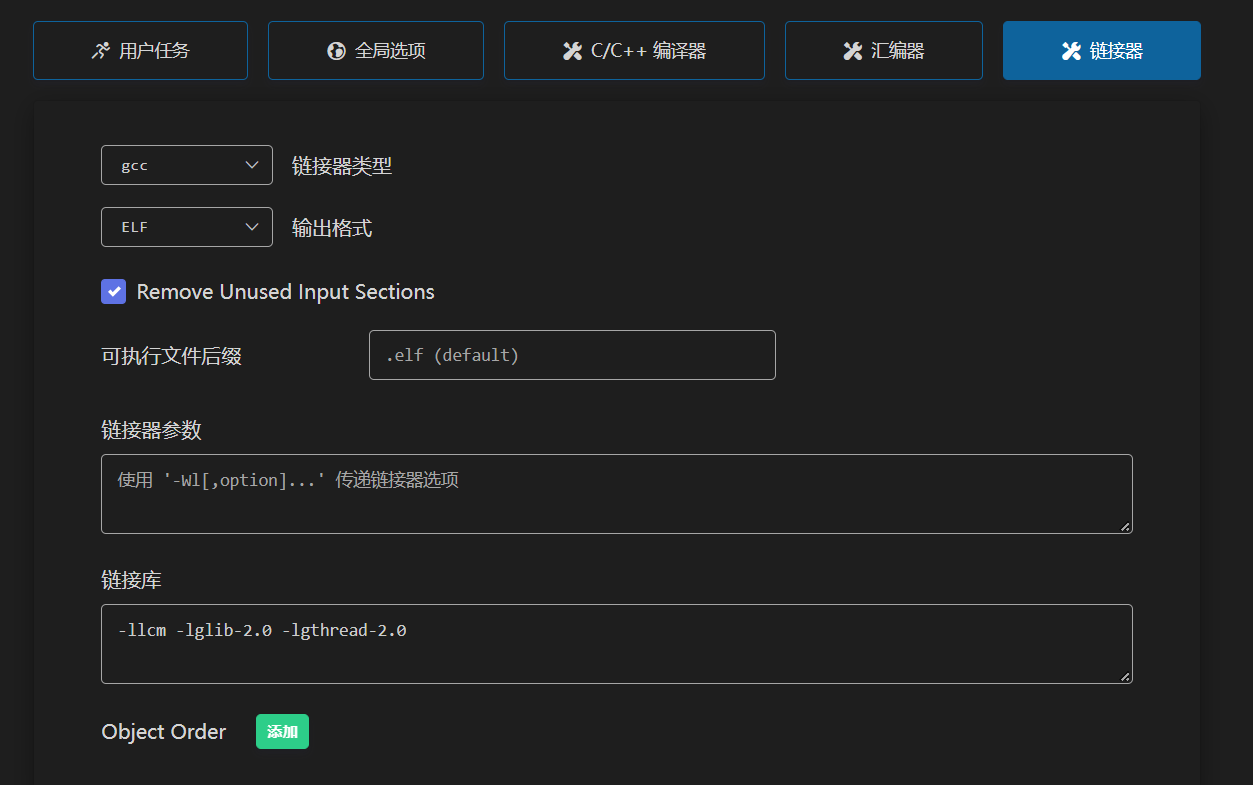 用户任务 全局选项 C/C++ 编译器 汇编器 链接器
gcc 链接器类型
ELF 输出格式
Remove Unused Input Sections
可执行文件后缀 .elf (default)
链接器参数
使用 '-Wl[,option]...' 传递链接器选项
链接库
-llcm -lglib-2.0 -lgthread-2.0
Object Order 添加